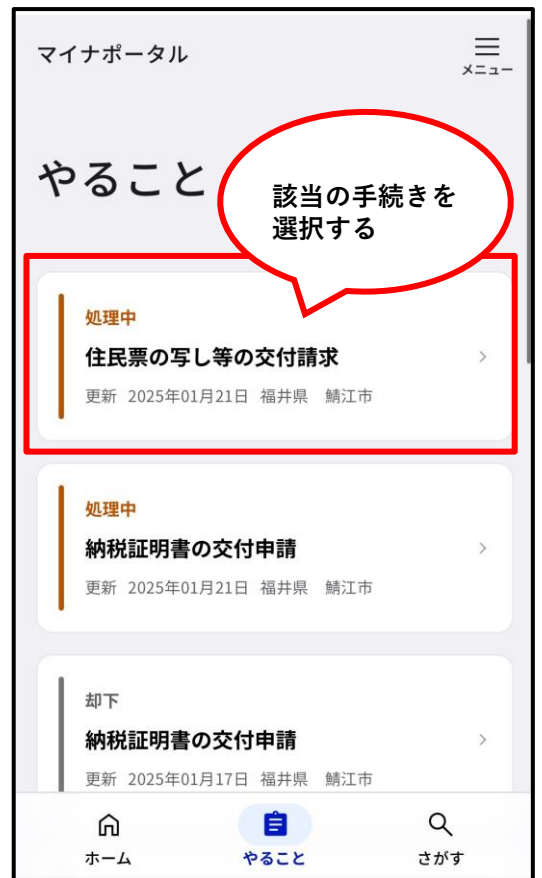 マイナポータル
メニュー
やること
該当の手続きを
選択する
処理中
住民票の写し等の交付請求
更新 2025年01月21日 福井県 鯖江市
処理中
納税証明書の交付申請
更新 2025年01月21日 福井県 鯖江市
却下
納税証明書の交付申請
更新 2025年01月17日 福井県 鯖江市
ホーム
やること
さがす